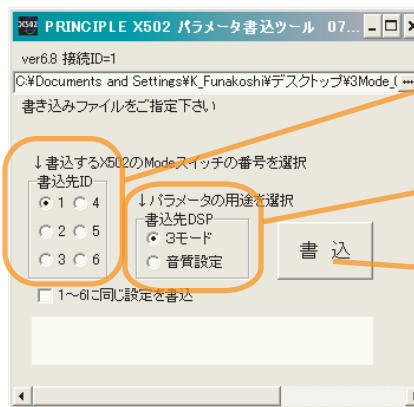 PRINCIPLE X502 パラメータ書込ツール 07...
ver6.8 接続ID=1
C:¥Documents and Settings¥K_Funakoshi¥デスクトップ¥3Mode_(
書き込みファイルをご指定下さい
↓書込するX502のModeスイッチの番号を選択
書込先ID
1 4
2 5
3 6
↓パラメータの用途を選択
書込先DSP
3モード
音質設定
書 込
1～6に同じ設定を書込